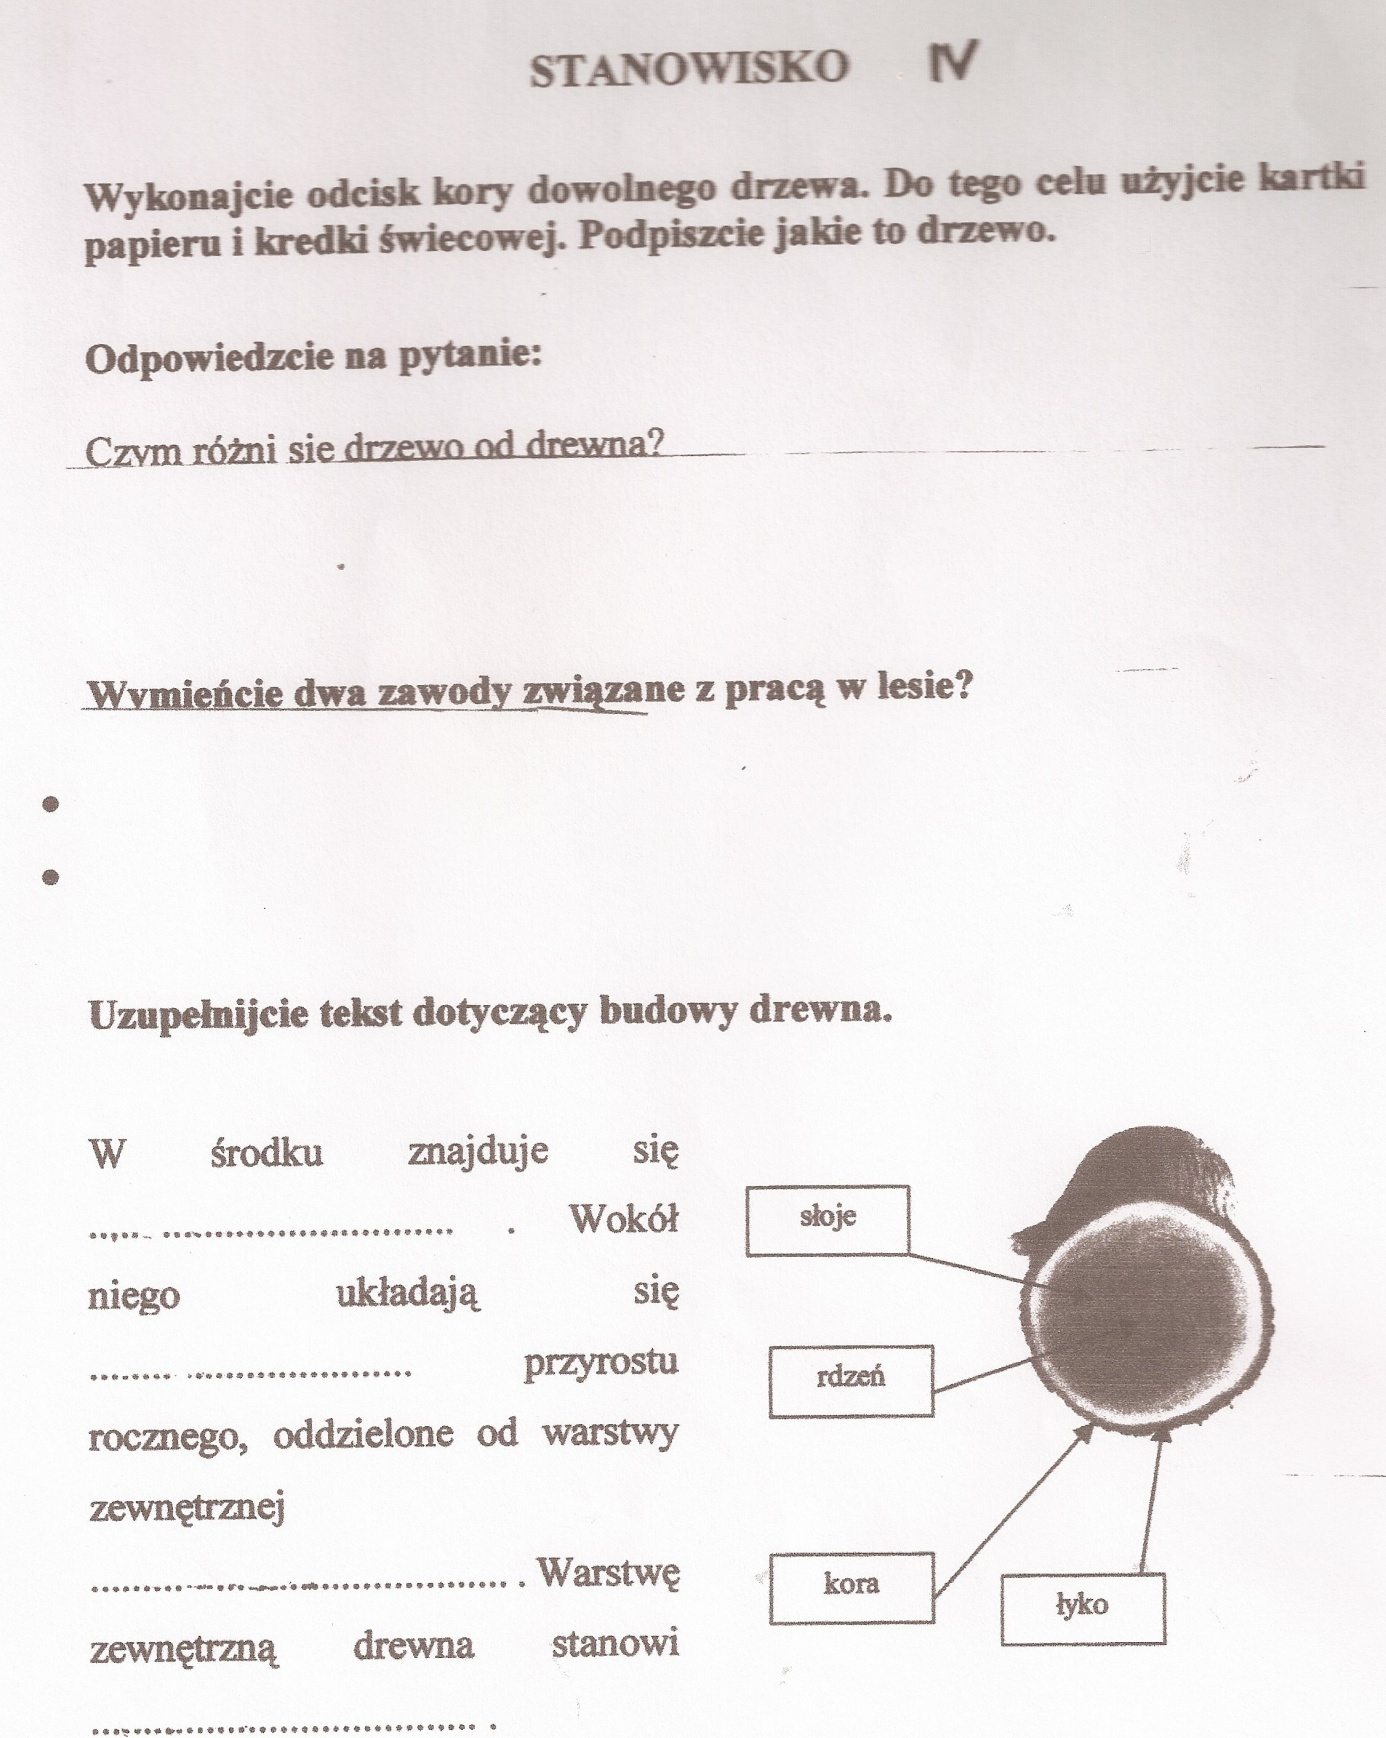 STANOWISKO IV
Wykonajcie odcisk kory dowolnego drzewa. Do tego celu użyjcie kartki
papieru i kredki świecowej. Podpiszcie jakie to drzewo.
Odpowiedzcie na pytanie:
Czym różni sie drzewo od drewna?
Wymieńcie dwa zawody związane z pracą w lesie?
•
•
Uzupełnijcie tekst dotyczący budowy drewna.
W środku znajduje się
.................................... . Wokół
niego układają się
.................................... przyrostu
rocznego, oddzielone od warstwy
zewnętrznej
.......................................... . Warstwę
zewnętrzną drewna stanowi
.......................................... .
słoje
rdzeń
kora
łyko